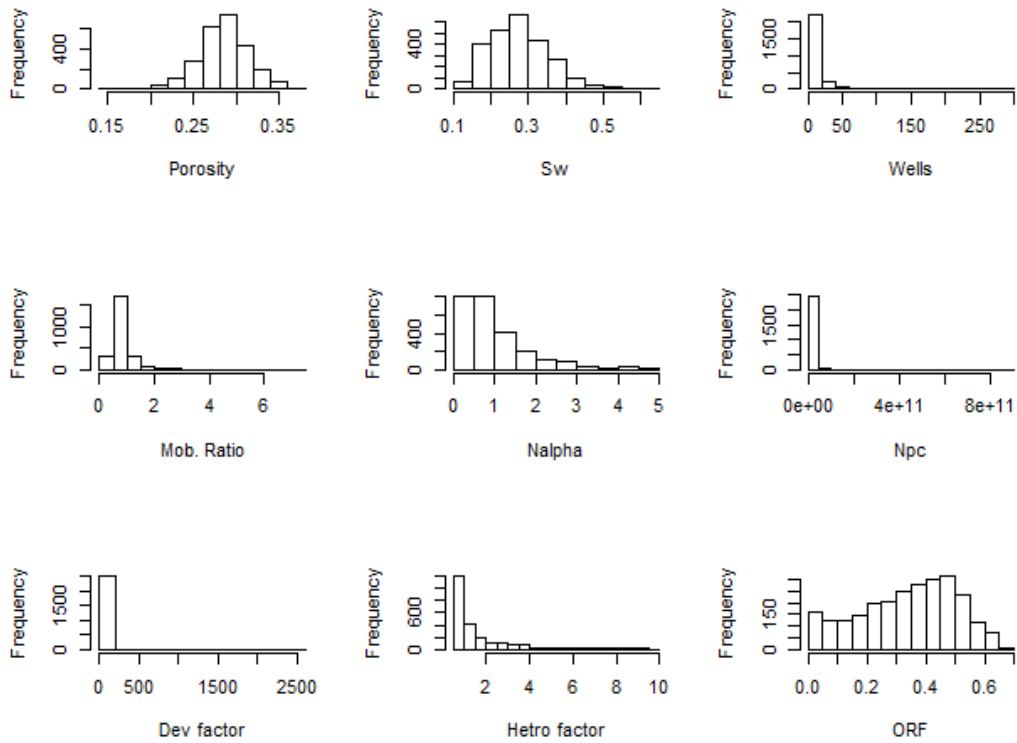 Frequency
0 400
0.15 0.25 0.35
Porosity
Frequency
0 400
0.1 0.3 0.5
Sw
Frequency
0 1500
0 50 150 250
Wells
Frequency
0 1000
0 2 4 6
Mob. Ratio
Frequency
0 400
0 1 2 3 4 5
Nalpha
Frequency
0 1500
0e+00 4e+11 8e+11
Npc
Frequency
0 1500
0 500 1500 2500
Dev factor
Frequency
0 600
2 4 6 8 10
Hetro factor
Frequency
0 150
0.0 0.2 0.4 0.6
ORF